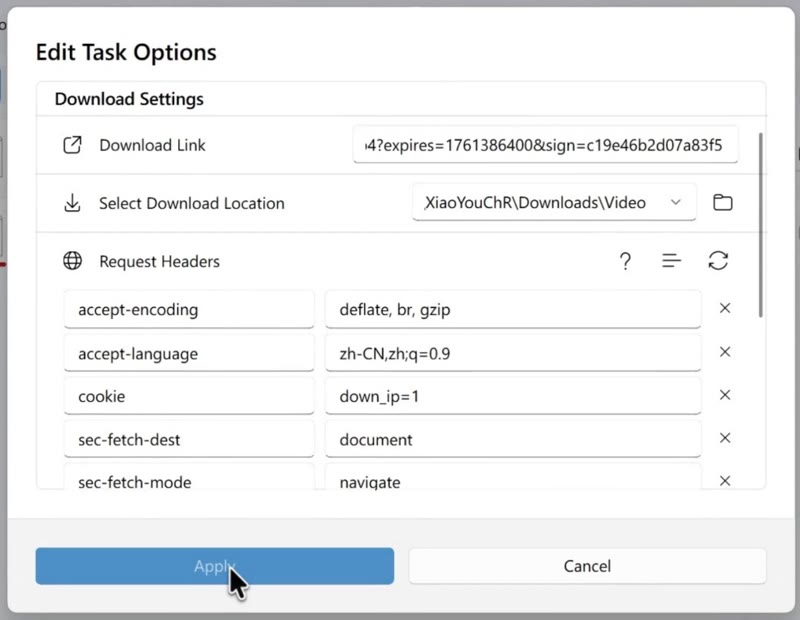 Edit Task Options
Download Settings
Download Link 4?expires=1761386400&sign=c19e46b2d07a83f5
Select Download Location XiaoYouChR\Downloads\Video
Request Headers ?
accept-encoding deflate, br, gzip
accept-language zh-CN,zh;q=0.9
cookie down_ip=1
sec-fetch-dest document
sec-fetch-mode navigate
Apply Cancel